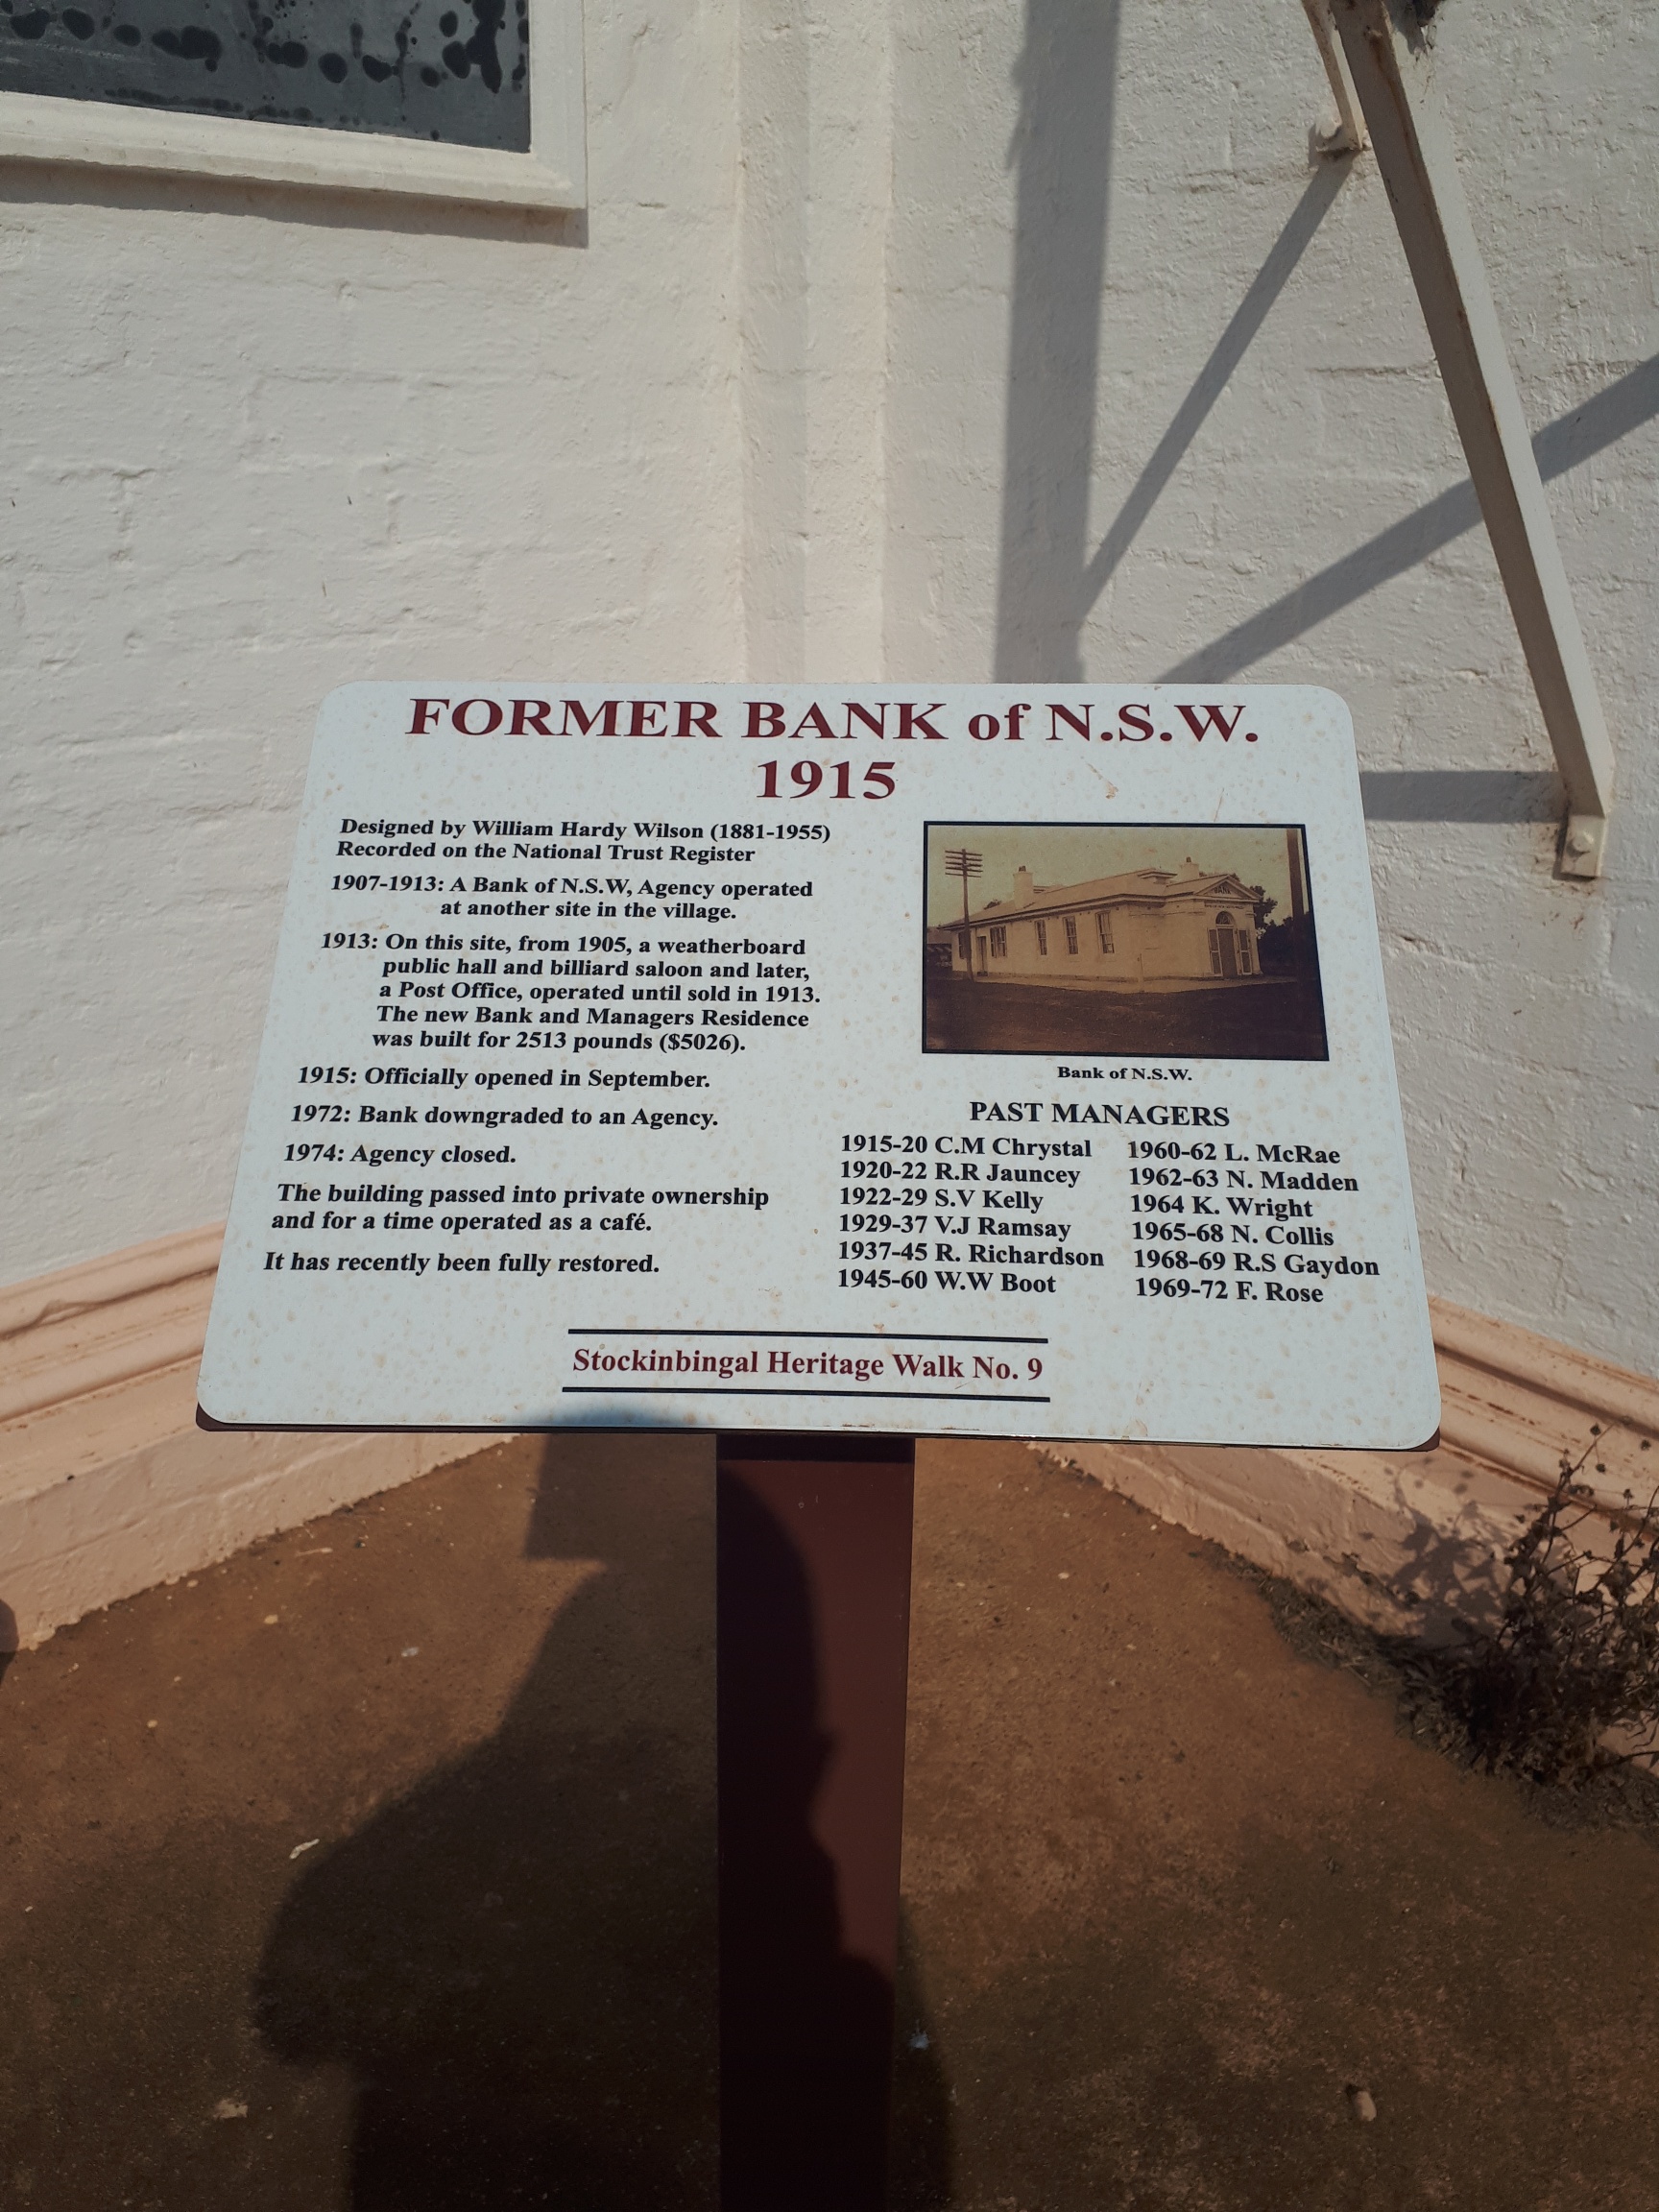 FORMER BANK of N.S.W.
1915
Designed by William Hardy Wilson (1881-1955)
Recorded on the National Trust Register
1907-1913: A Bank of N.S.W, Agency operated
at another site in the village.
1913: On this site, from 1905, a weatherboard
public hall and billiard saloon and later,
a Post Office, operated until sold in 1913.
The new Bank and Managers Residence
was built for 2513 pounds ($5026).
1915: Officially opened in September.
1972: Bank downgraded to an Agency.
1974: Agency closed.
The building passed into private ownership
and for a time operated as a café.
It has recently been fully restored.
BANK
Bank of N.S.W.
PAST MANAGERS
1915-20 C.M Chrystal
1920-22 R.R Jauncey
1922-29 S.V Kelly
1929-37 V.J Ramsay
1937-45 R. Richardson
1945-60 W.W Boot
1960-62 L. McRae
1962-63 N. Madden
1964 K. Wright
1965-68 N. Collis
1968-69 R.S Gaydon
1969-72 F. Rose
Stockinbingal Heritage Walk No. 9